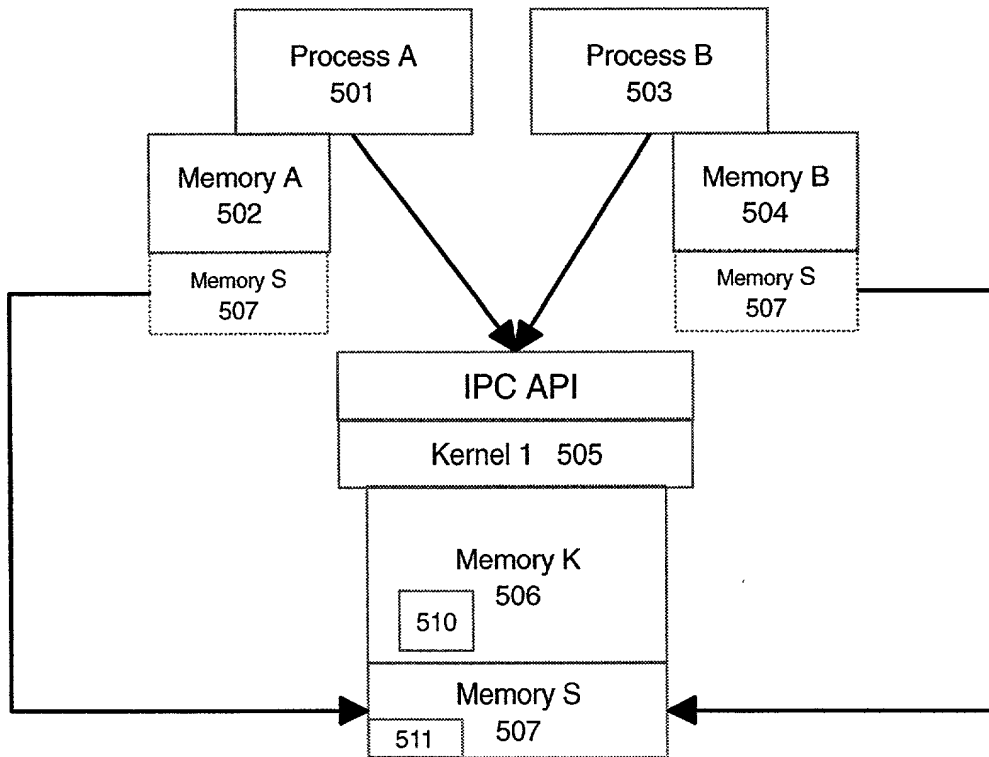 Process A
501
Process B
503
Memory A
502
Memory B
504
Memory S
507
Memory S
507
IPC API
Kernel 1 505
Memory K
506
510
Memory S
507
511